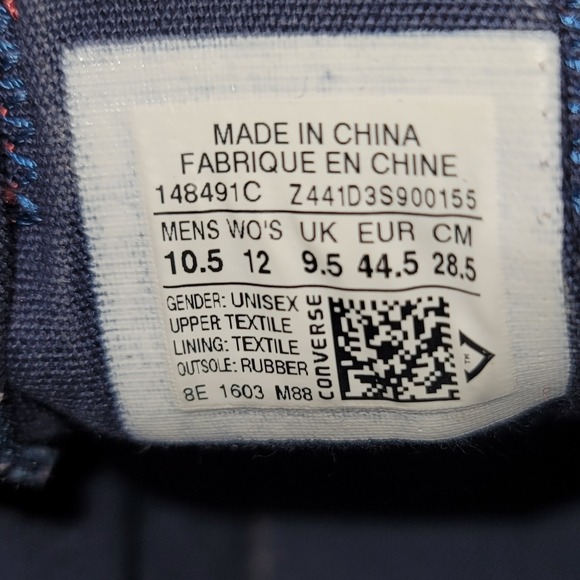 MADE IN CHINA
FABRIQUE EN CHINE
148491C Z441D3S900155
MENS WO'S UK EUR CM
10.5 12 9.5 44.5 28.5
GENDER: UNISEX
UPPER TEXTILE
LINING: TEXTILE
OUTSOLE: RUBBER
8E 1603 M88
CONVERSE
TM